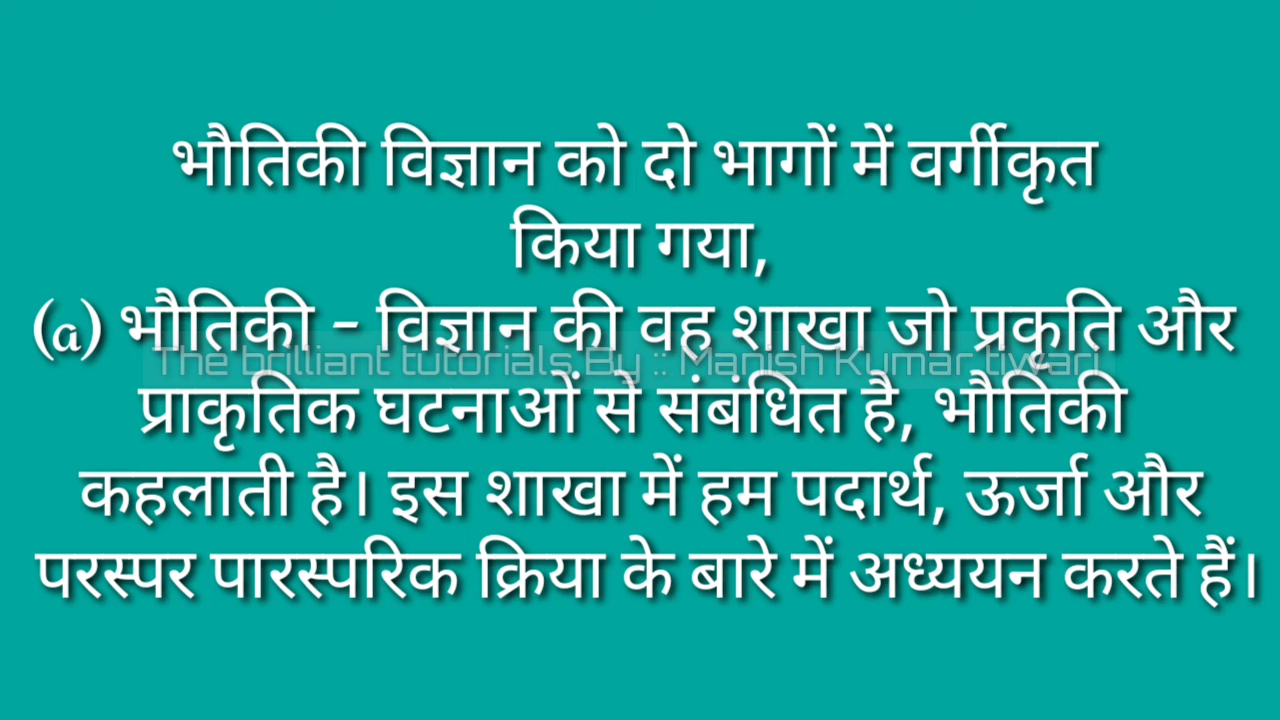 भौतिकी विज्ञान को दो भागों में वर्गीकृत
किया गया,
(a) भौतिकी - विज्ञान की वह शाखा जो प्रकृति और
The brilliant tutorials By :: Manish Kumar tiwari
प्राकृतिक घटनाओं से संबंधित है, भौतिकी
कहलाती है। इस शाखा में हम पदार्थ, ऊर्जा और
परस्पर पारस्परिक क्रिया के बारे में अध्ययन करते हैं।